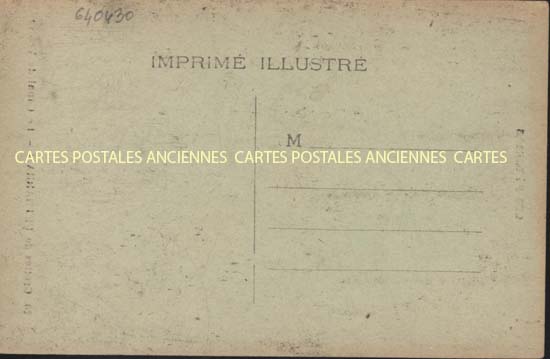 640430
IMPRIMÉ ILLUSTRÉ
M
CARTES POSTALES ANCIENNES CARTES POSTALES ANCIENNES CARTES